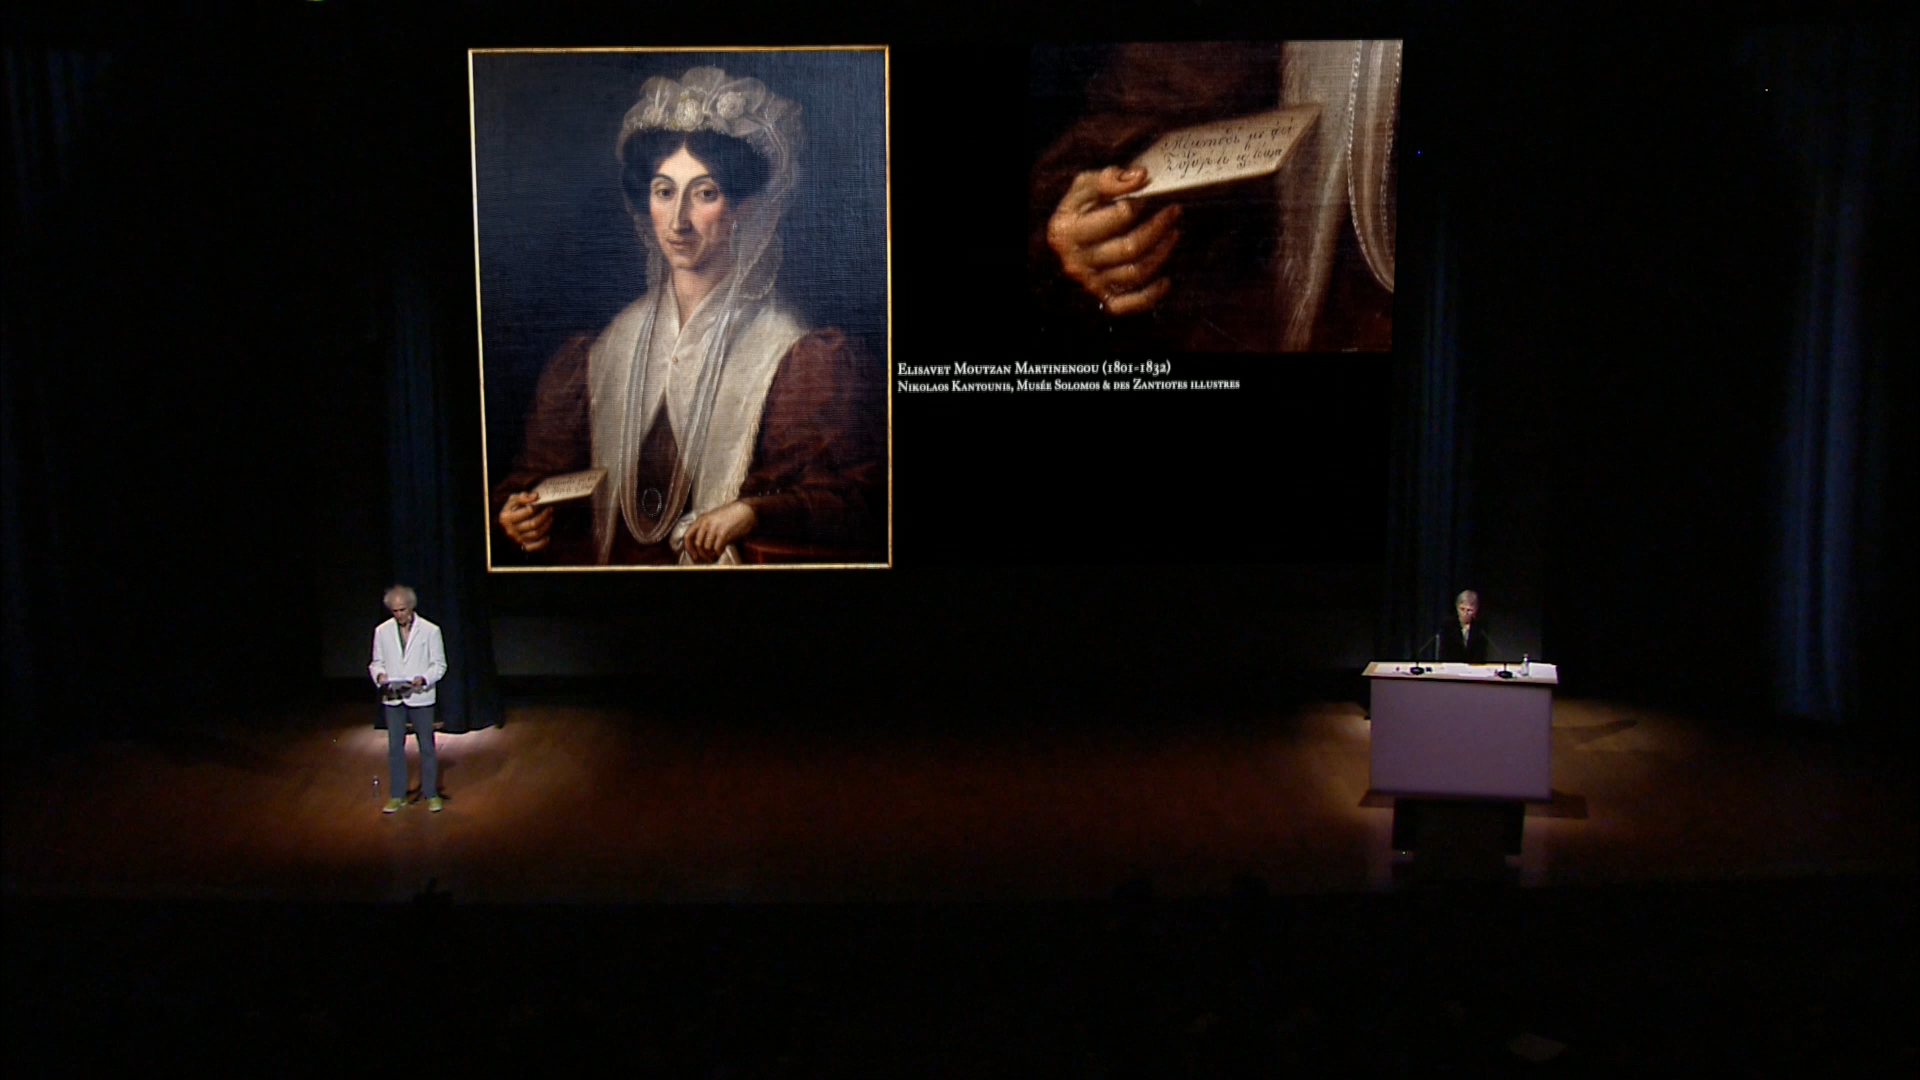 Elisavet Moutzan Martinengou (1801-1832)
Nikolaos Kantounis, Musée Solomos & des Zantiotes illustres